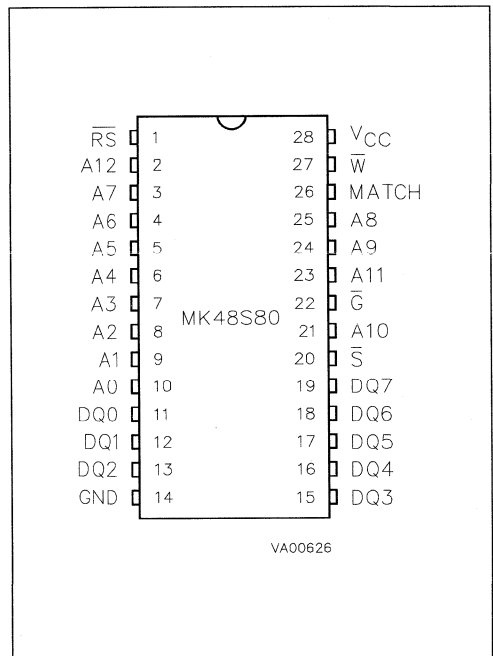 R̅S̅ 1 28 VCC
A12 2 27 W̅
A7 3 26 MATCH
A6 4 25 A8
A5 5 24 A9
A4 6 23 A11
A3 7 22 G̅
MK48S80
A2 8 21 A10
A1 9 20 S̅
A0 10 19 DQ7
DQ0 11 18 DQ6
DQ1 12 17 DQ5
DQ2 13 16 DQ4
GND 14 15 DQ3
VA00626